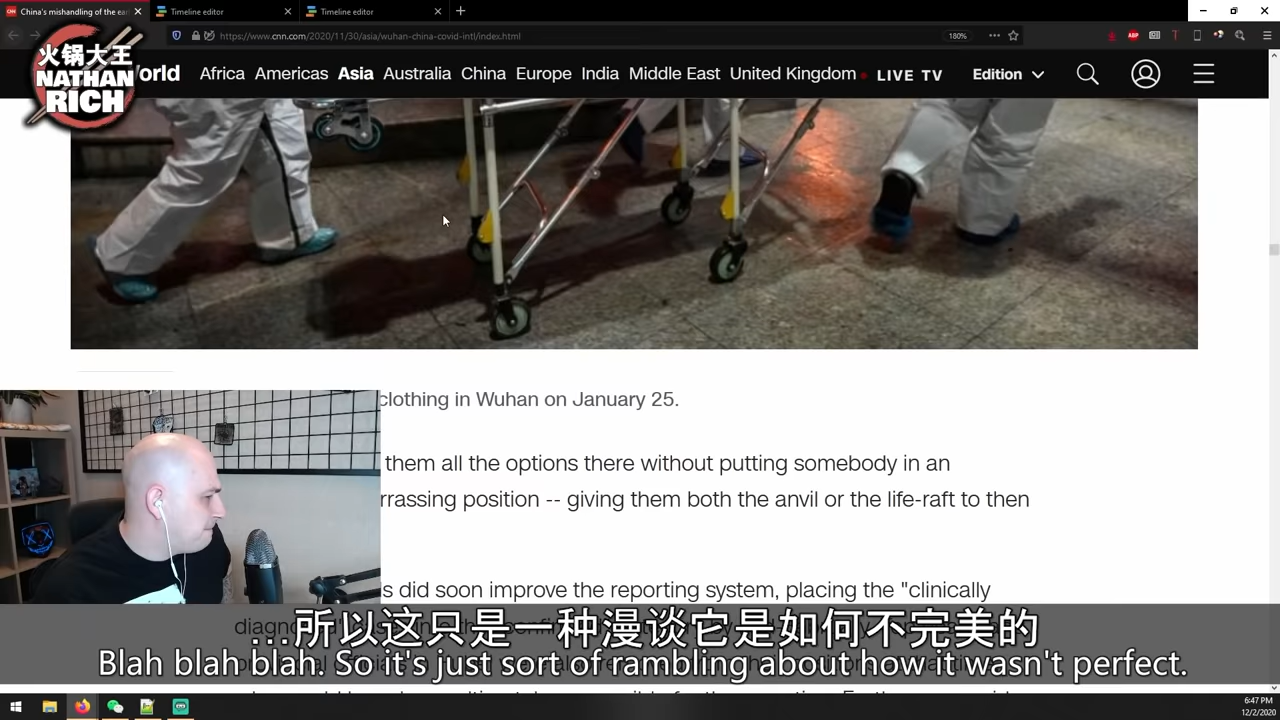 China's mishandling of the ear
Timeline editor
Timeline editor
https://www.cnn.com/2020/11/30/asia/wuhan-china-covid-intl/index.html
180%
火锅大王
NATHAN
RICH
World Africa Americas Asia Australia China Europe India Middle East United Kingdom LIVE TV Edition
clothing in Wuhan on January 25.
them all the options there without putting somebody in an
rrassing position -- giving them both the anvil or the life-raft to then
s did soon improve the reporting system, placing the "clinically
...所以这只是一种漫谈它是如何不完美的
Blah blah blah. So it's just sort of rambling about how it wasn't perfect.
6:47 PM
12/2/2020